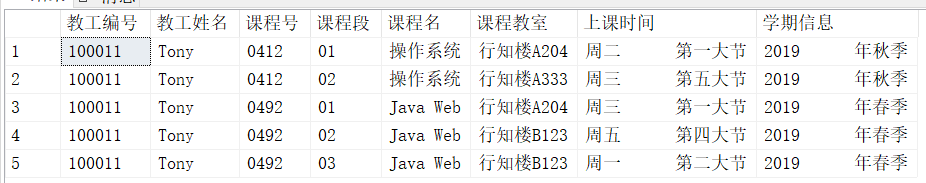 教工编号 教工姓名 课程号 课程段 课程名 课程教室 上课时间 学期信息
1 100011 Tony 0412 01 操作系统 行知楼A204 周二 第一大节 2019 年秋季
2 100011 Tony 0412 02 操作系统 行知楼A333 周三 第五大节 2019 年秋季
3 100011 Tony 0492 01 Java Web 行知楼A204 周三 第一大节 2019 年春季
4 100011 Tony 0492 02 Java Web 行知楼B123 周五 第四大节 2019 年春季
5 100011 Tony 0492 03 Java Web 行知楼B123 周一 第二大节 2019 年春季